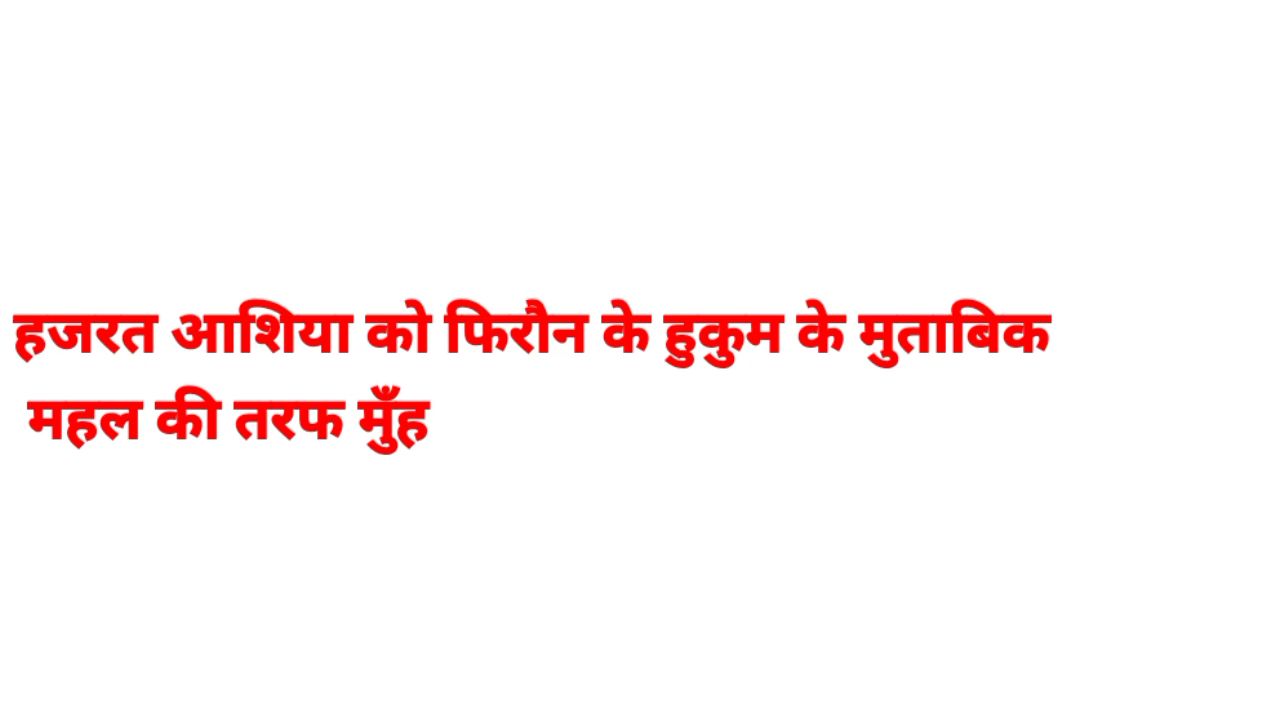 हजरत आशिया को फिरौन के हुकुम के मुताबिक
महल की तरफ मुँह